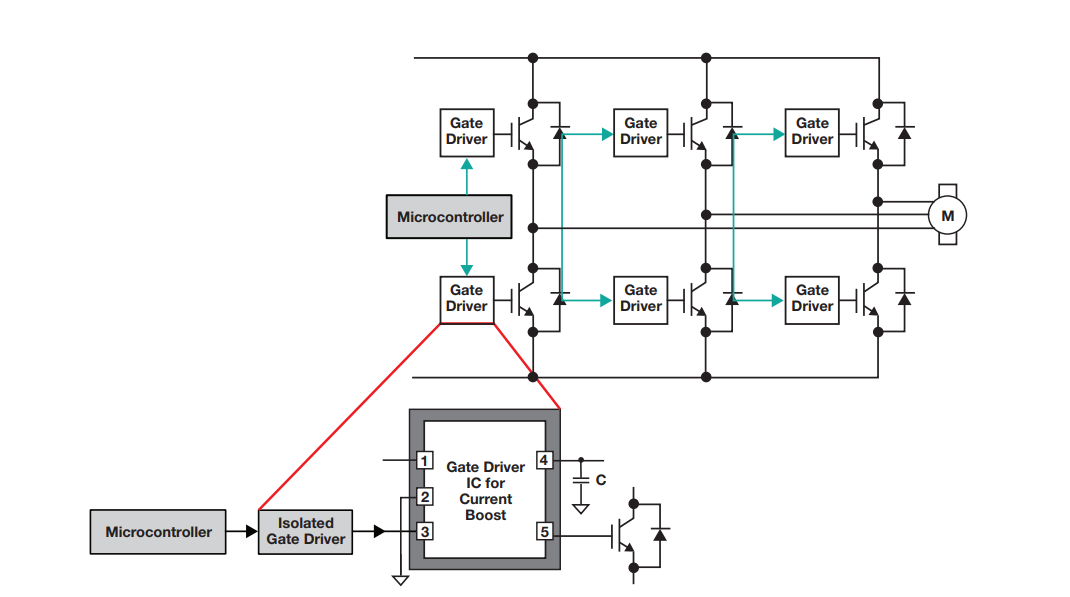 Gate
Driver
Gate
Driver
Gate
Driver
Microcontroller
M
Gate
Driver
Gate
Driver
Gate
Driver
1
2
3
Gate Driver
IC for
Current
Boost
4
5
C
Microcontroller
Isolated
Gate Driver